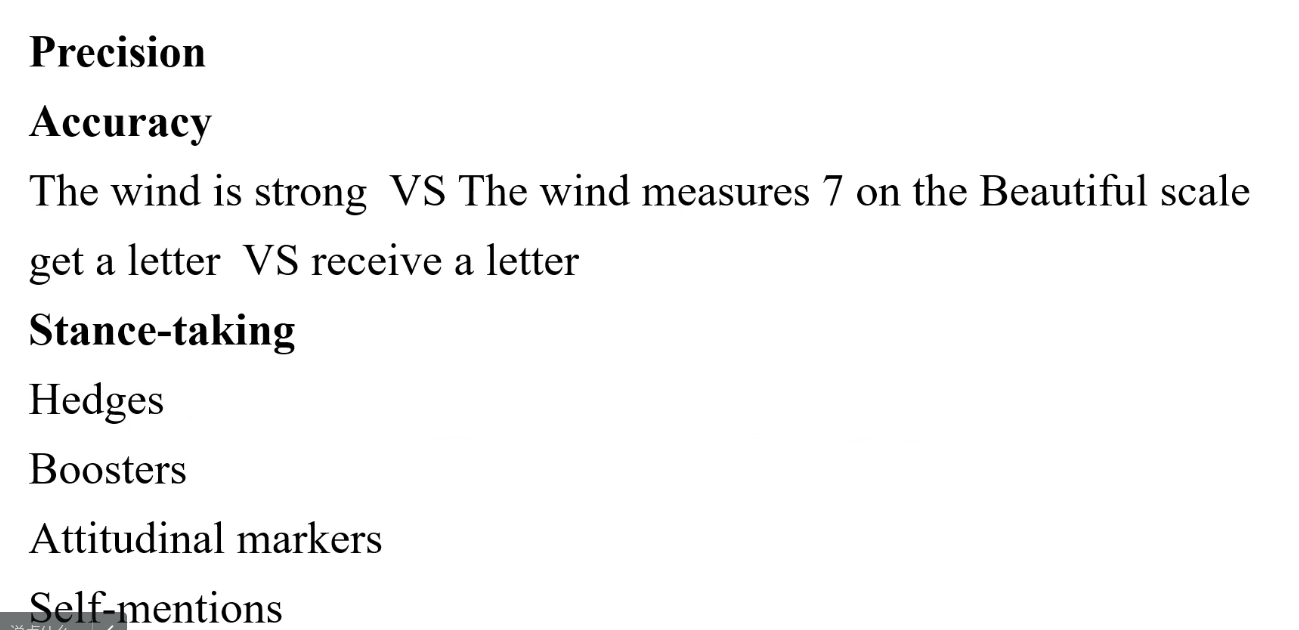 Precision
Accuracy
The wind is strong  VS The wind measures 7 on the Beautiful scale
get a letter  VS receive a letter
Stance-taking
Hedges
Boosters
Attitudinal markers
Self-mentions